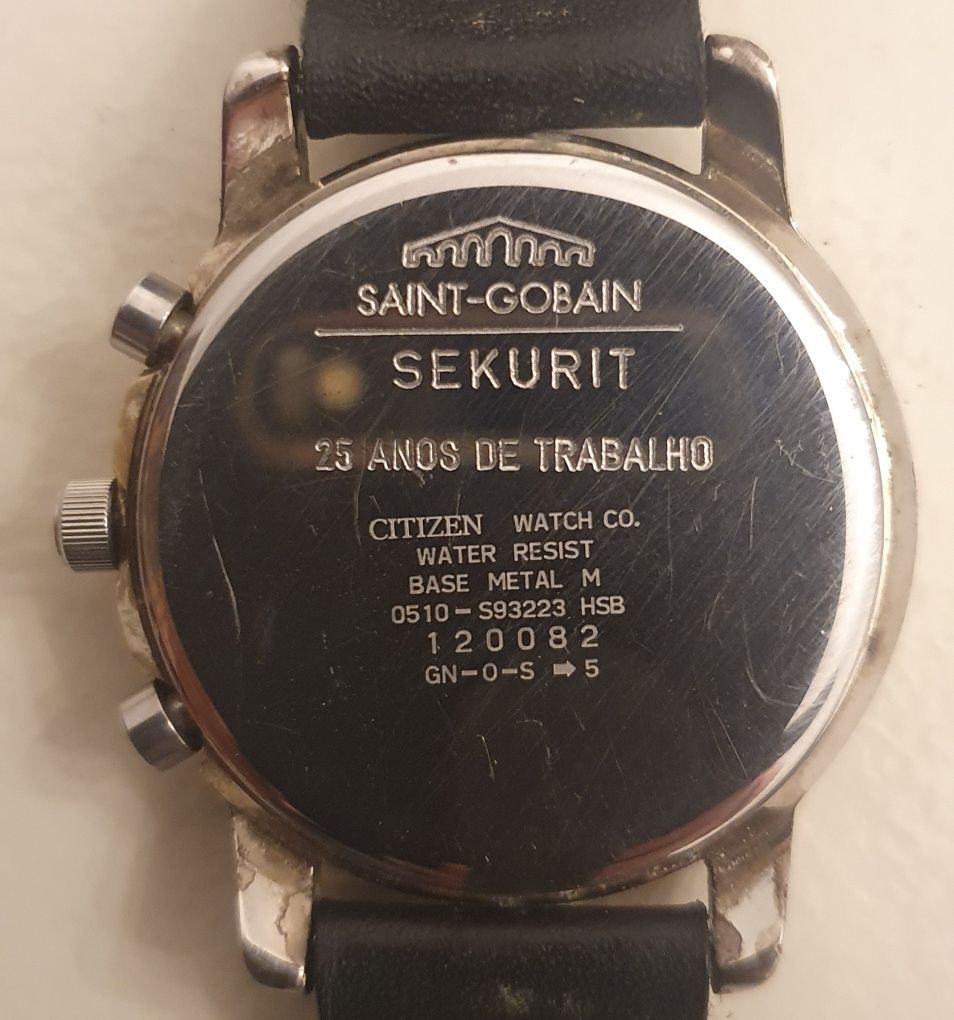 SAINT-GOBAIN
SEKURIT
25 ANOS DE TRABALHO
CITIZEN WATCH CO.
WATER RESIST
BASE METAL M
0510-S93223 HSB
120082
GN-0-S ➡ 5